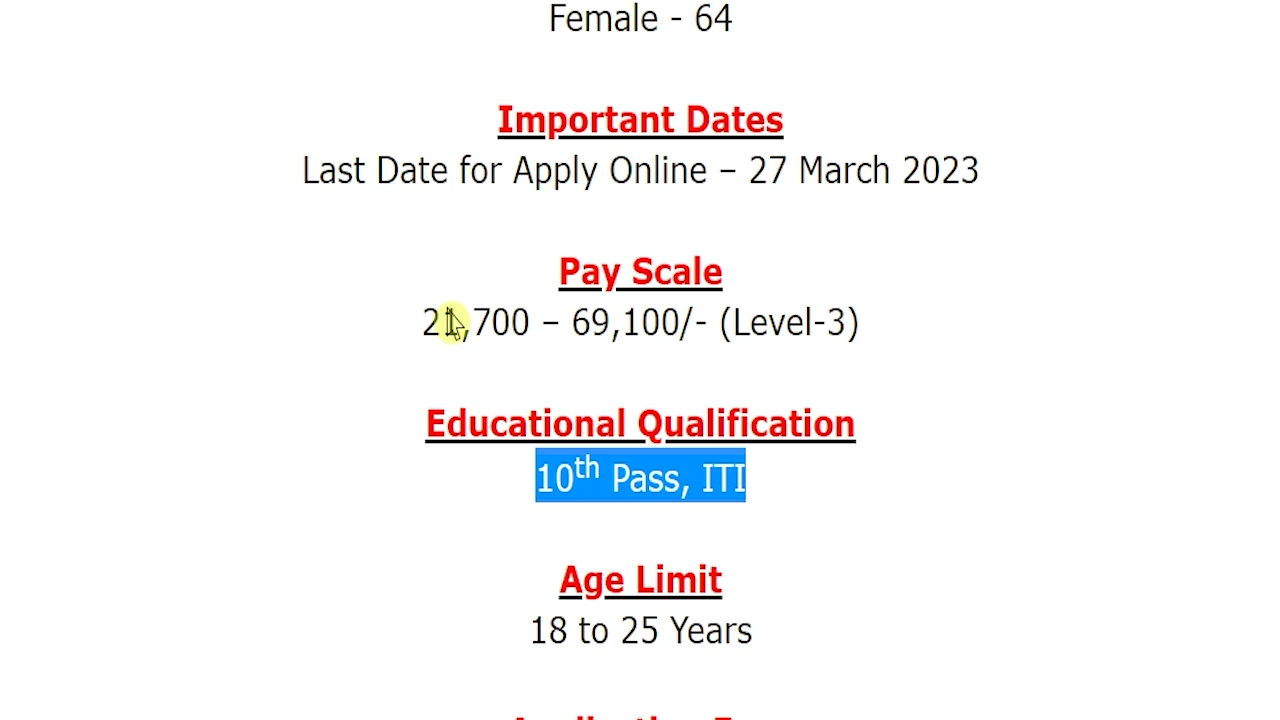 Female - 64
Important Dates
Last Date for Apply Online – 27 March 2023
Pay Scale
21,700 – 69,100/- (Level-3)
Educational Qualification
10th Pass, ITI
Age Limit
18 to 25 Years